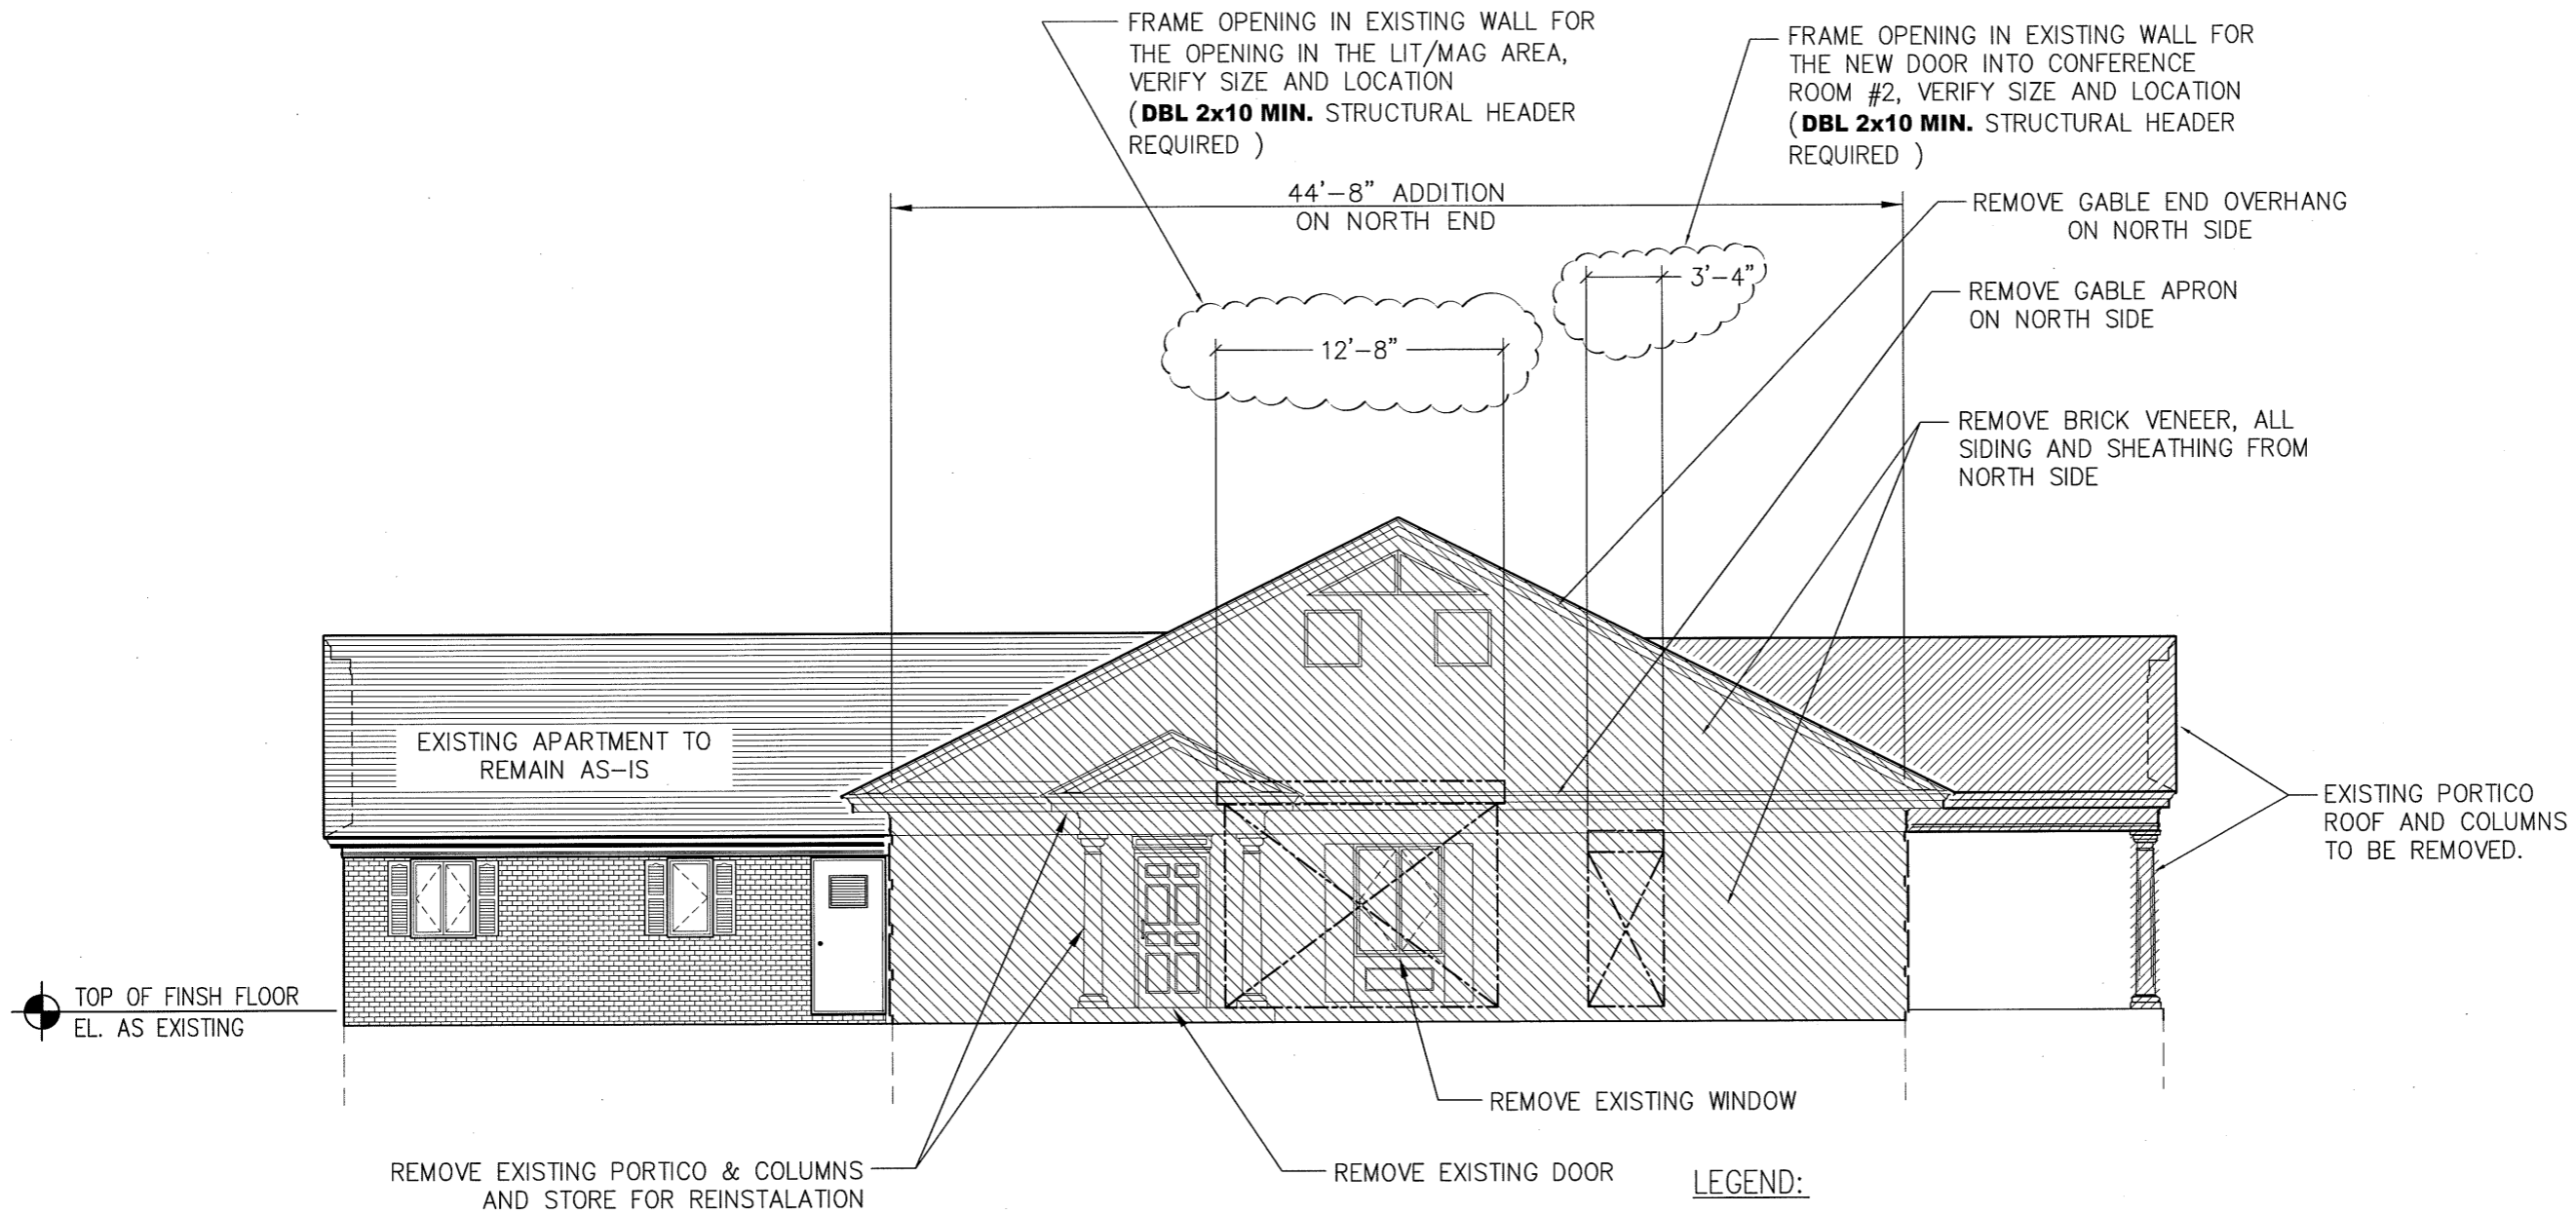 FRAME OPENING IN EXISTING WALL FOR
THE OPENING IN THE LIT/MAG AREA,
VERIFY SIZE AND LOCATION
(DBL 2x10 MIN. STRUCTURAL HEADER
REQUIRED )
FRAME OPENING IN EXISTING WALL FOR
THE NEW DOOR INTO CONFERENCE
ROOM #2, VERIFY SIZE AND LOCATION
(DBL 2x10 MIN. STRUCTURAL HEADER
REQUIRED )
44'-8" ADDITION
ON NORTH END
REMOVE GABLE END OVERHANG
ON NORTH SIDE
3'-4"
REMOVE GABLE APRON
ON NORTH SIDE
12'-8"
REMOVE BRICK VENEER, ALL
SIDING AND SHEATHING FROM
NORTH SIDE
EXISTING APARTMENT TO
REMAIN AS-IS
EXISTING PORTICO
ROOF AND COLUMNS
TO BE REMOVED.
TOP OF FINSH FLOOR
EL. AS EXISTING
REMOVE EXISTING WINDOW
REMOVE EXISTING PORTICO & COLUMNS
AND STORE FOR REINSTALATION
REMOVE EXISTING DOOR
LEGEND: